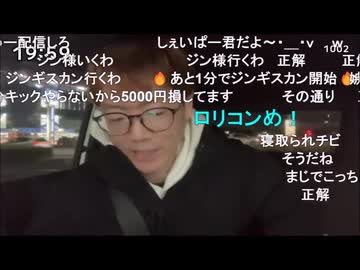 19:59
ー配信しろ
しぇいぱー君だよ～･__･v
w
1002
ジン様いくわ
ジン様行くわ
正解
正
ジンギスカン行くわ
🔥あと1分でジンギスカン開始🔥
キックやらないから5000円損してます
その通り
ロリコンめ！
寝取られチビ
そうだね
まじでこっち
正解